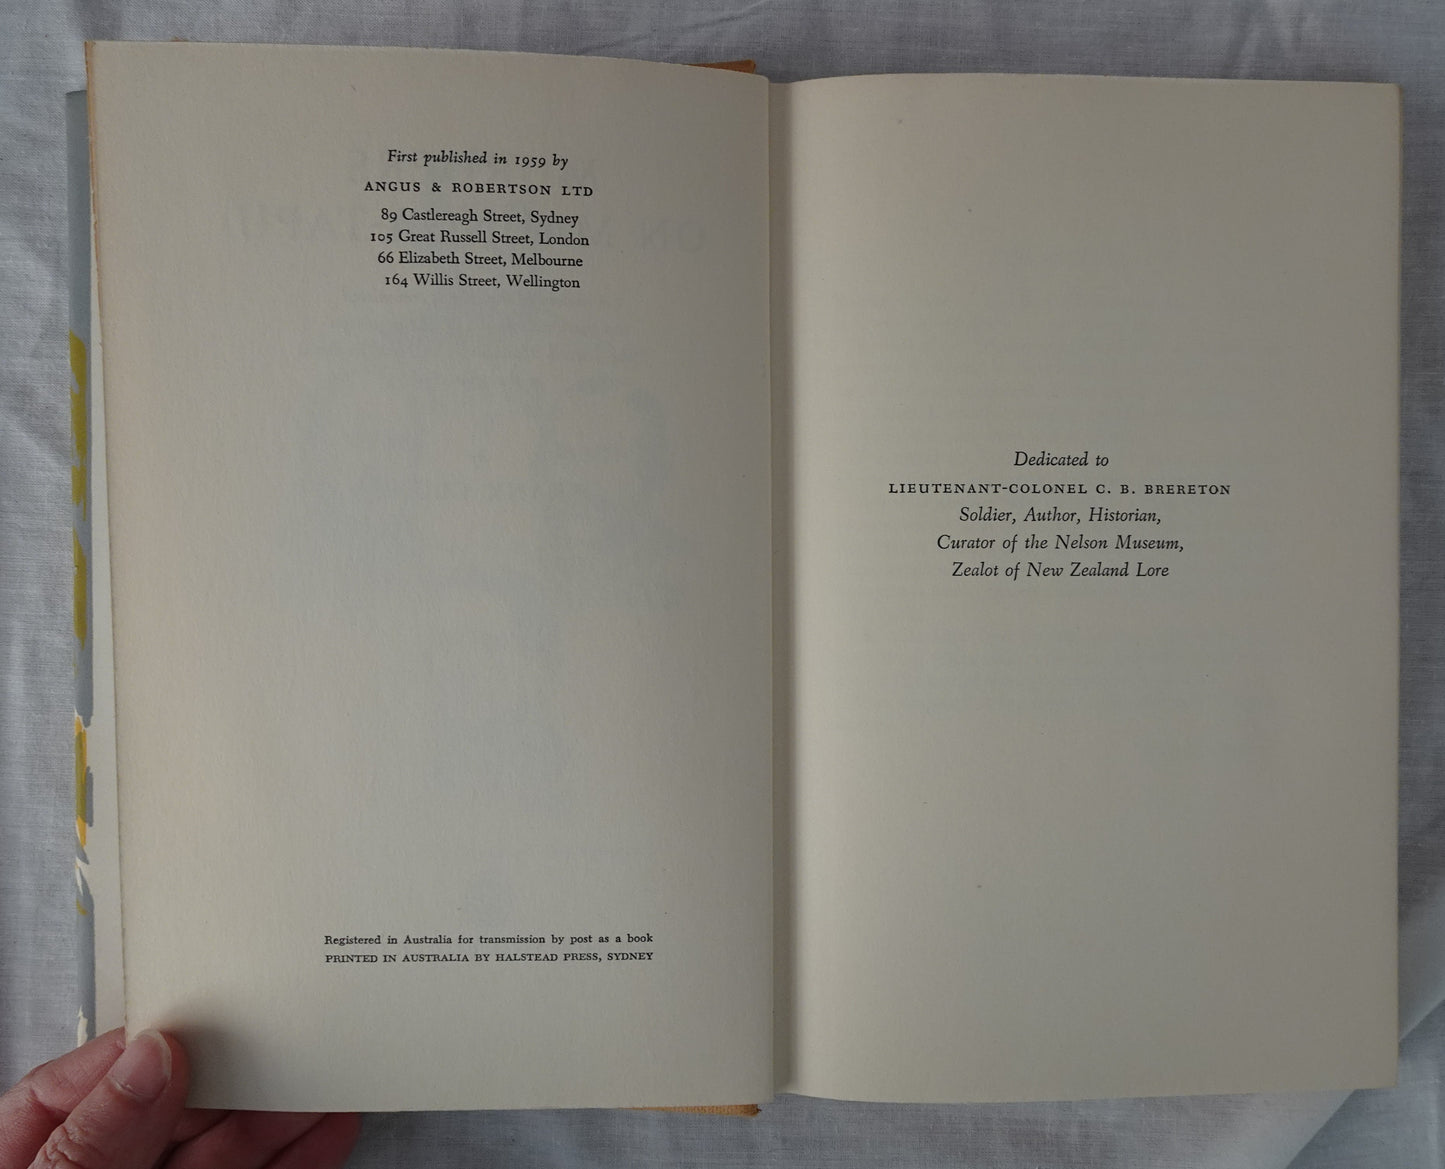 First published in 1959 by
ANGUS & ROBERTSON LTD
89 Castlereagh Street, Sydney
105 Great Russell Street, London
66 Elizabeth Street, Melbourne
164 Willis Street, Wellington
Registered in Australia for transmission by post as a book
PRINTED IN AUSTRALIA BY HALSTEAD PRESS, SYDNEY
Dedicated to
LIEUTENANT-COLONEL C. B. BRERETON
Soldier, Author, Historian,
Curator of the Nelson Museum,
Zealot of New Zealand Lore